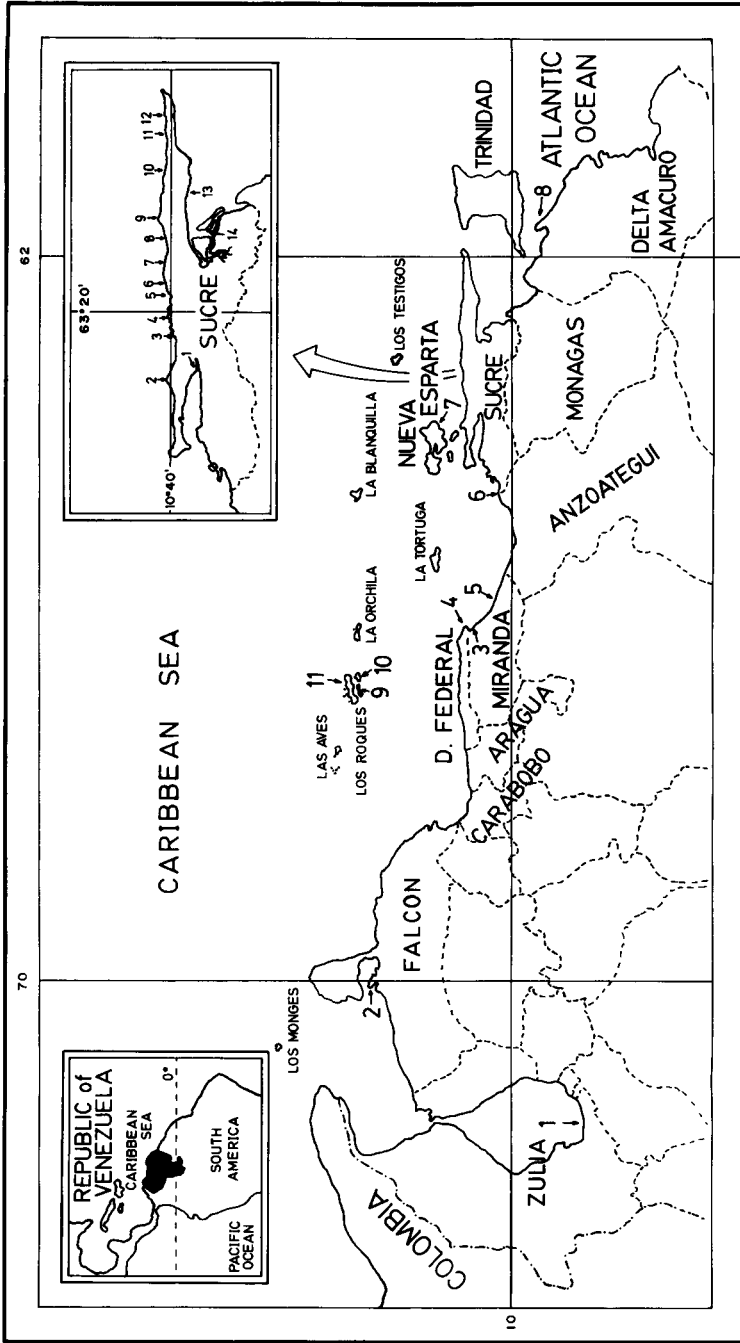 70
62
10
REPUBLIC of
VENEZUELA
CARIBBEAN
SEA
0°
SOUTH
AMERICA
PACIFIC
OCEAN
CARIBBEAN SEA
63°20'
10°40'
SUCRE
1
2
3
4
5
6
7
8
9
10
11
12
13
14
LOS MONGES
LAS AVES
LOS ROQUES
11
10
9
LA ORCHILA
LA BLANQUILLA
LA TORTUGA
LOS TESTIGOS
NUEVA
ESPARTA
7
TRINIDAD
ATLANTIC
OCEAN
8
DELTA
AMACURO
COLOMBIA
ZULIA
1
2
FALCON
D. FEDERAL
4
3
5
6
MIRANDA
ARAGUA
CARABOBO
SUCRE
MONAGAS
ANZOATEGUI